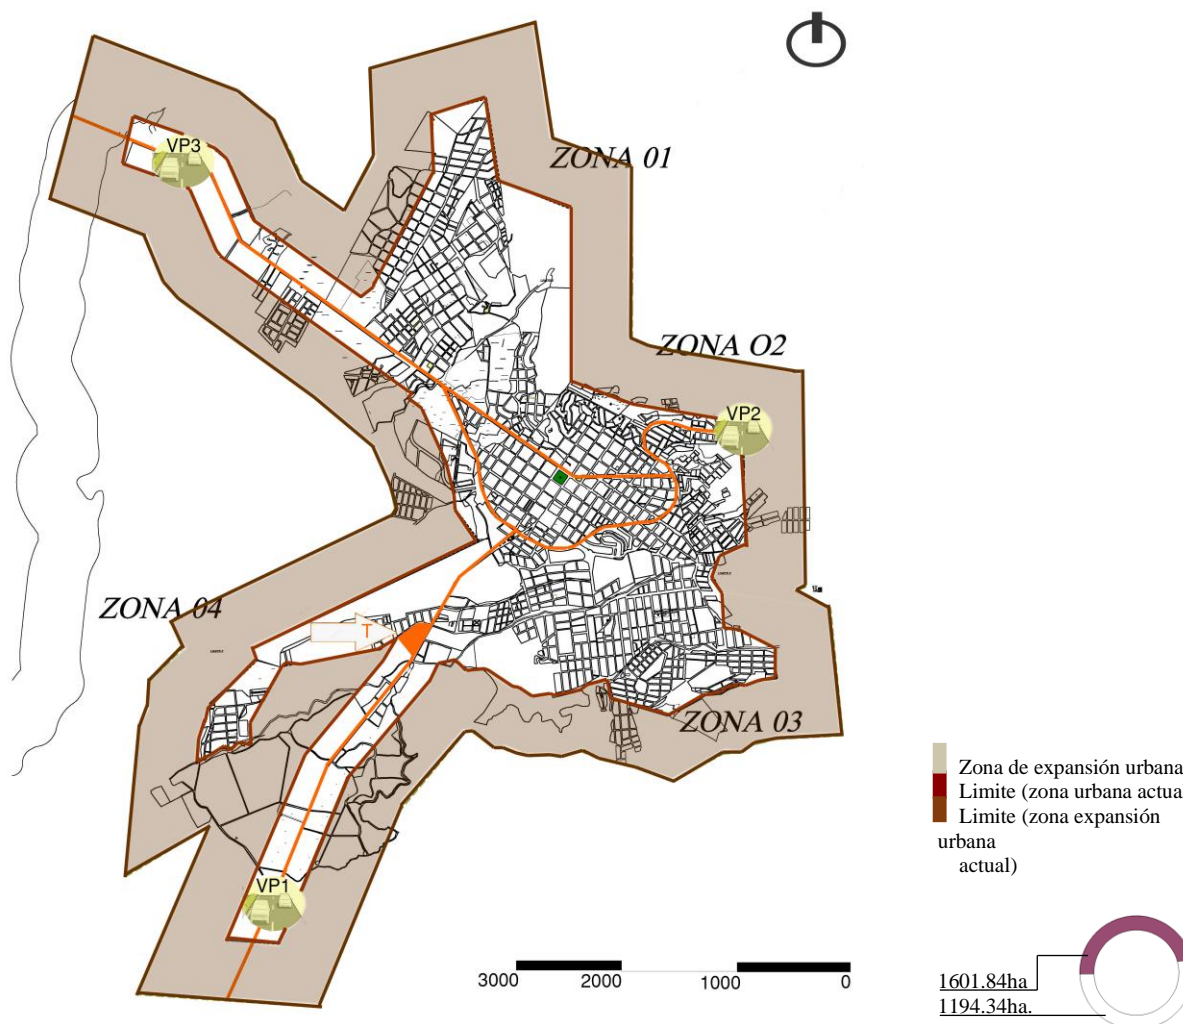 ZONA 01
VP3
ZONA O2
VP2
ZONA 04
T
ZONA 03
VP1
Zona de expansión urbana
Limite (zona urbana actua
Limite (zona expansión
urbana
actual)
3000 2000 1000 0
1601.84ha
1194.34ha.